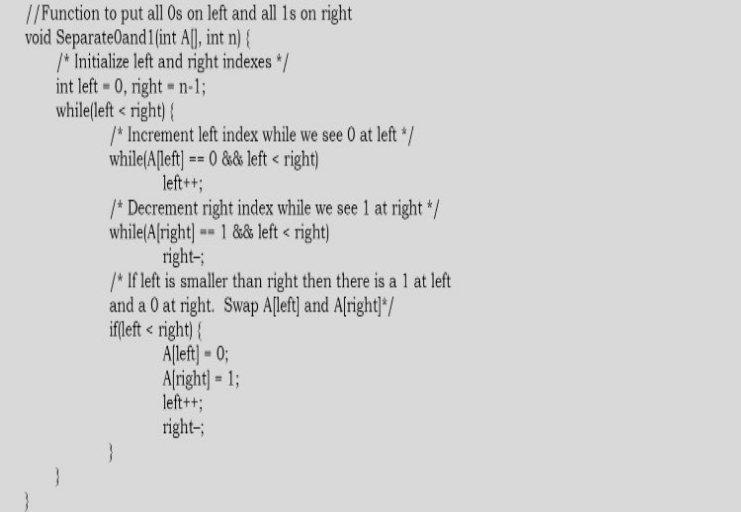 //Function to put all 0s on left and all 1s on right
void Separate0and1(int A[], int n) {
/* Initialize left and right indexes */
int left = 0, right = n-1;
while(left < right) {
/* Increment left index while we see 0 at left */
while(A[left] == 0 && left < right)
left++;
/* Decrement right index while we see 1 at right */
while(A[right] == 1 && left < right)
right–;
/* If left is smaller than right then there is a 1 at left
and a 0 at right. Swap A[left] and A[right]*/
if(left < right) {
A[left] = 0;
A[right] = 1;
left++;
right–;
}
}
}